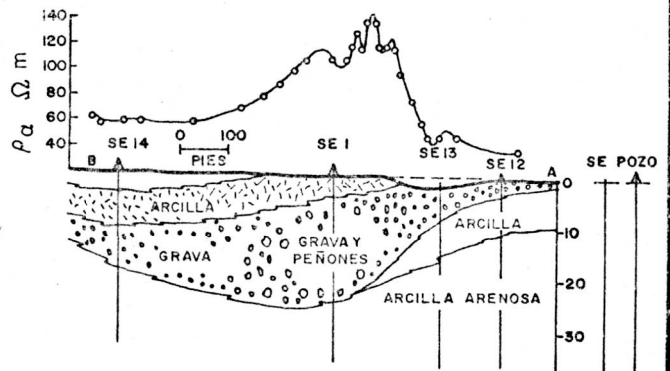 140
120
100
80
60
40
ρa Ω m
B SE 14 0 100 SE 1 SE 13 SE 12 A SE POZO
PIES
0
ARCILLA
ARCILLA
-10
GRAVA
GRAVA Y
PEÑONES
ARCILLA ARENOSA
-20
-30